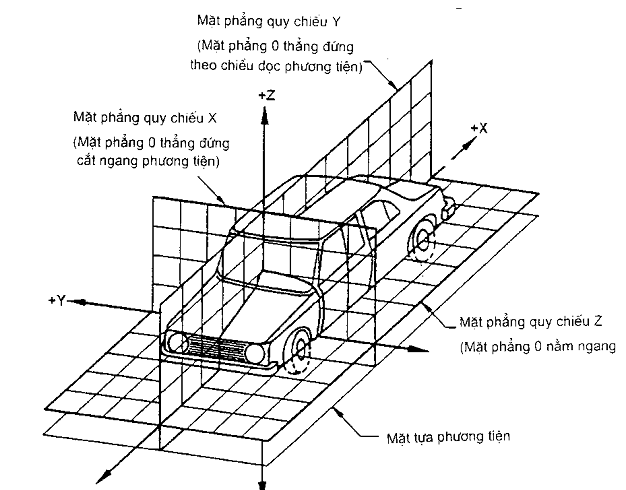 Mặt phẳng quy chiếu Y
(Mặt phẳng 0 thẳng đứng
theo chiều dọc phương tiện)
+Z
Mặt phẳng quy chiếu X
(Mặt phẳng 0 thẳng đứng
cắt ngang phương tiện)
+X
+Y
Mặt phẳng quy chiếu Z
(Mặt phẳng 0 nằm ngang
Mặt tựa phương tiện